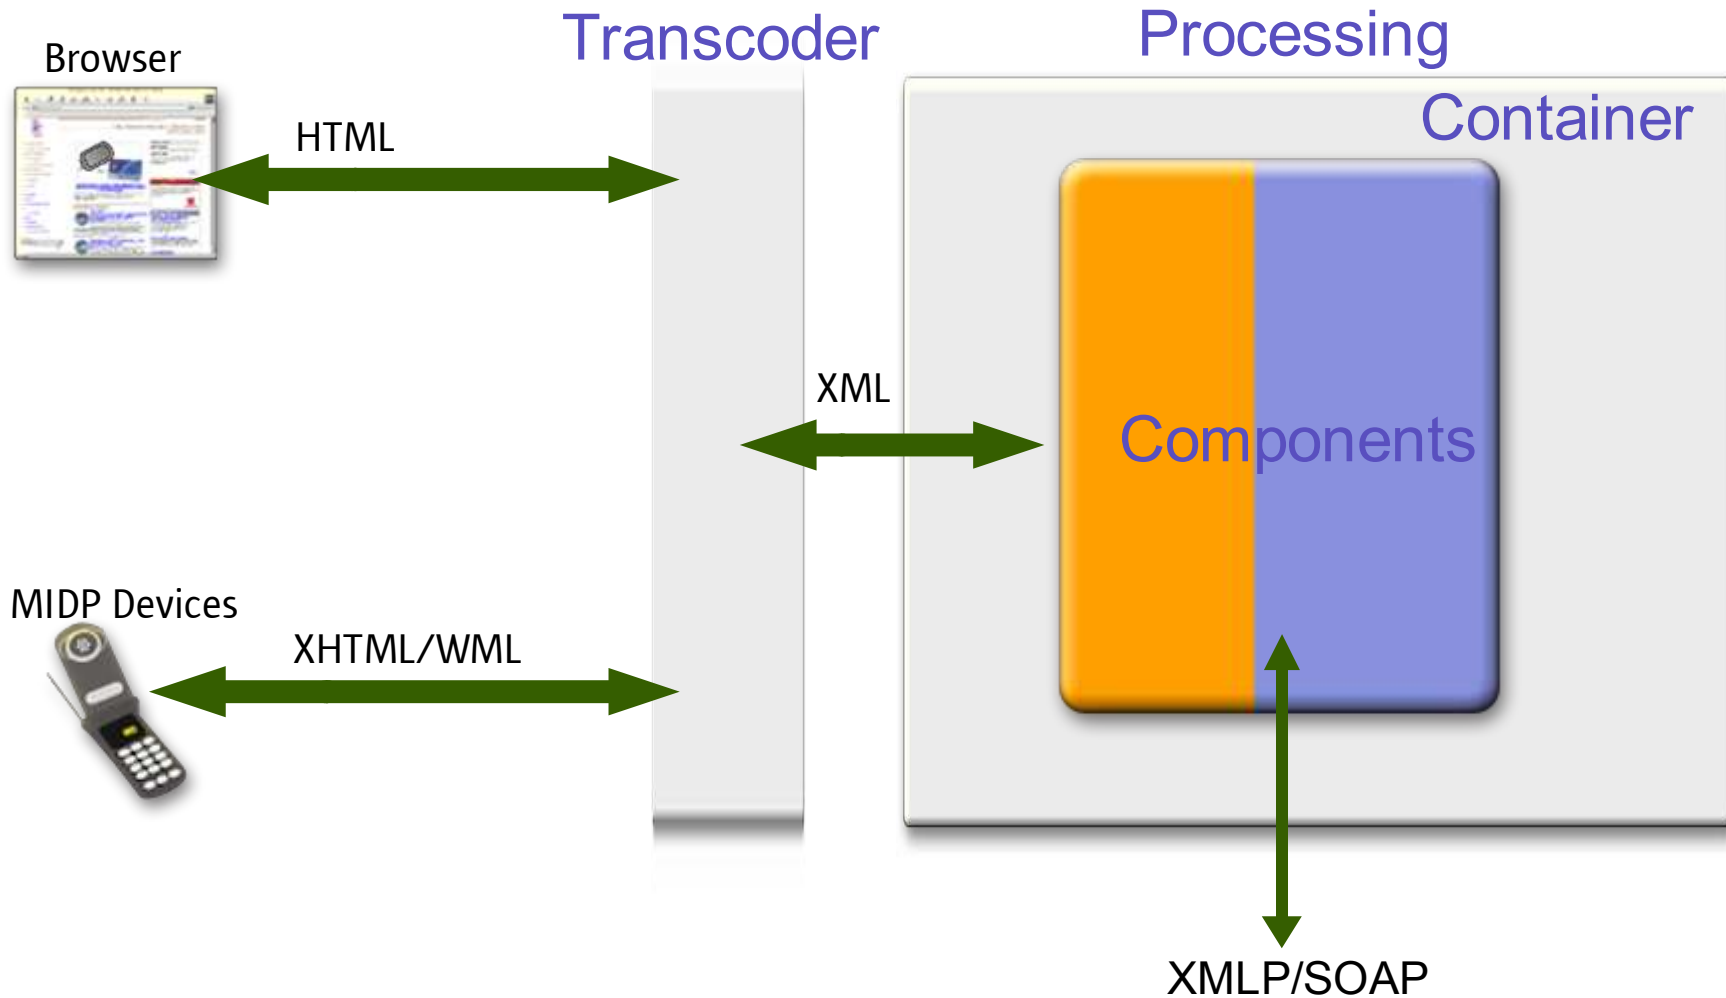 Transcoder
Processing
Browser
Container
HTML
XML
Components
MIDP Devices
XHTML/WML
XMLP/SOAP